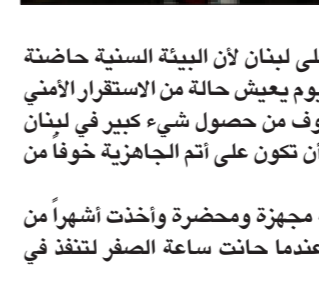 لى لبنان لأن البيئة السنية حاضنة
يوم يعيش حالة من الاستقرار الأمني
وف من حصول شيء كبير في لبنان
أن تكون على أتم الجاهزية خوفاً من
مجهزة ومحضرة وأخذت أشهراً من
عندما حانت ساعة الصفر لتنفذ في